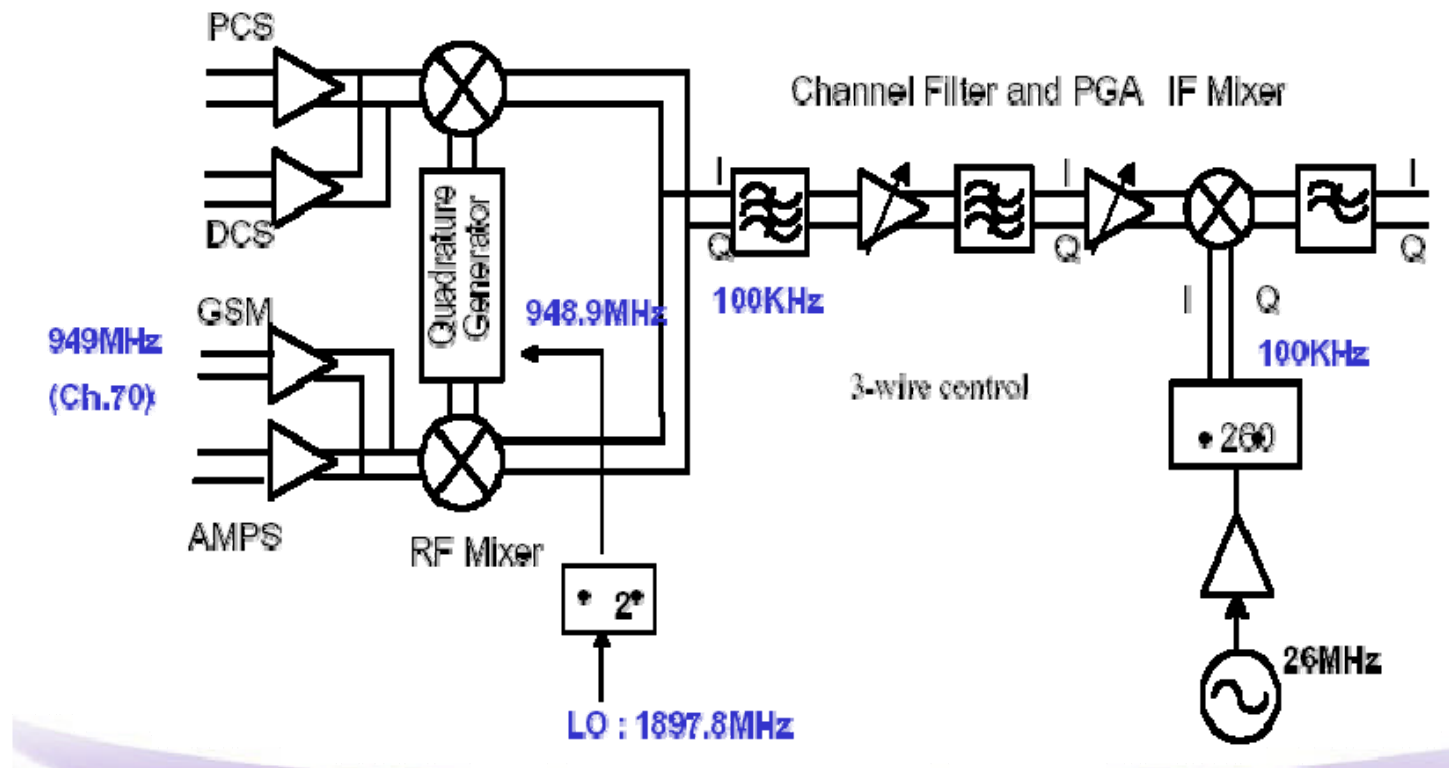 PCS
Channel Filter and PGA IF Mixer
DCS
I
Q
I
Q
I
Q
Quadrature
Generator
GSM
949MHz
(Ch.70)
948.9MHz
100KHz
I
Q
100KHz
3-wire control
260
AMPS
RF Mixer
2
26MHz
LO : 1897.8MHz